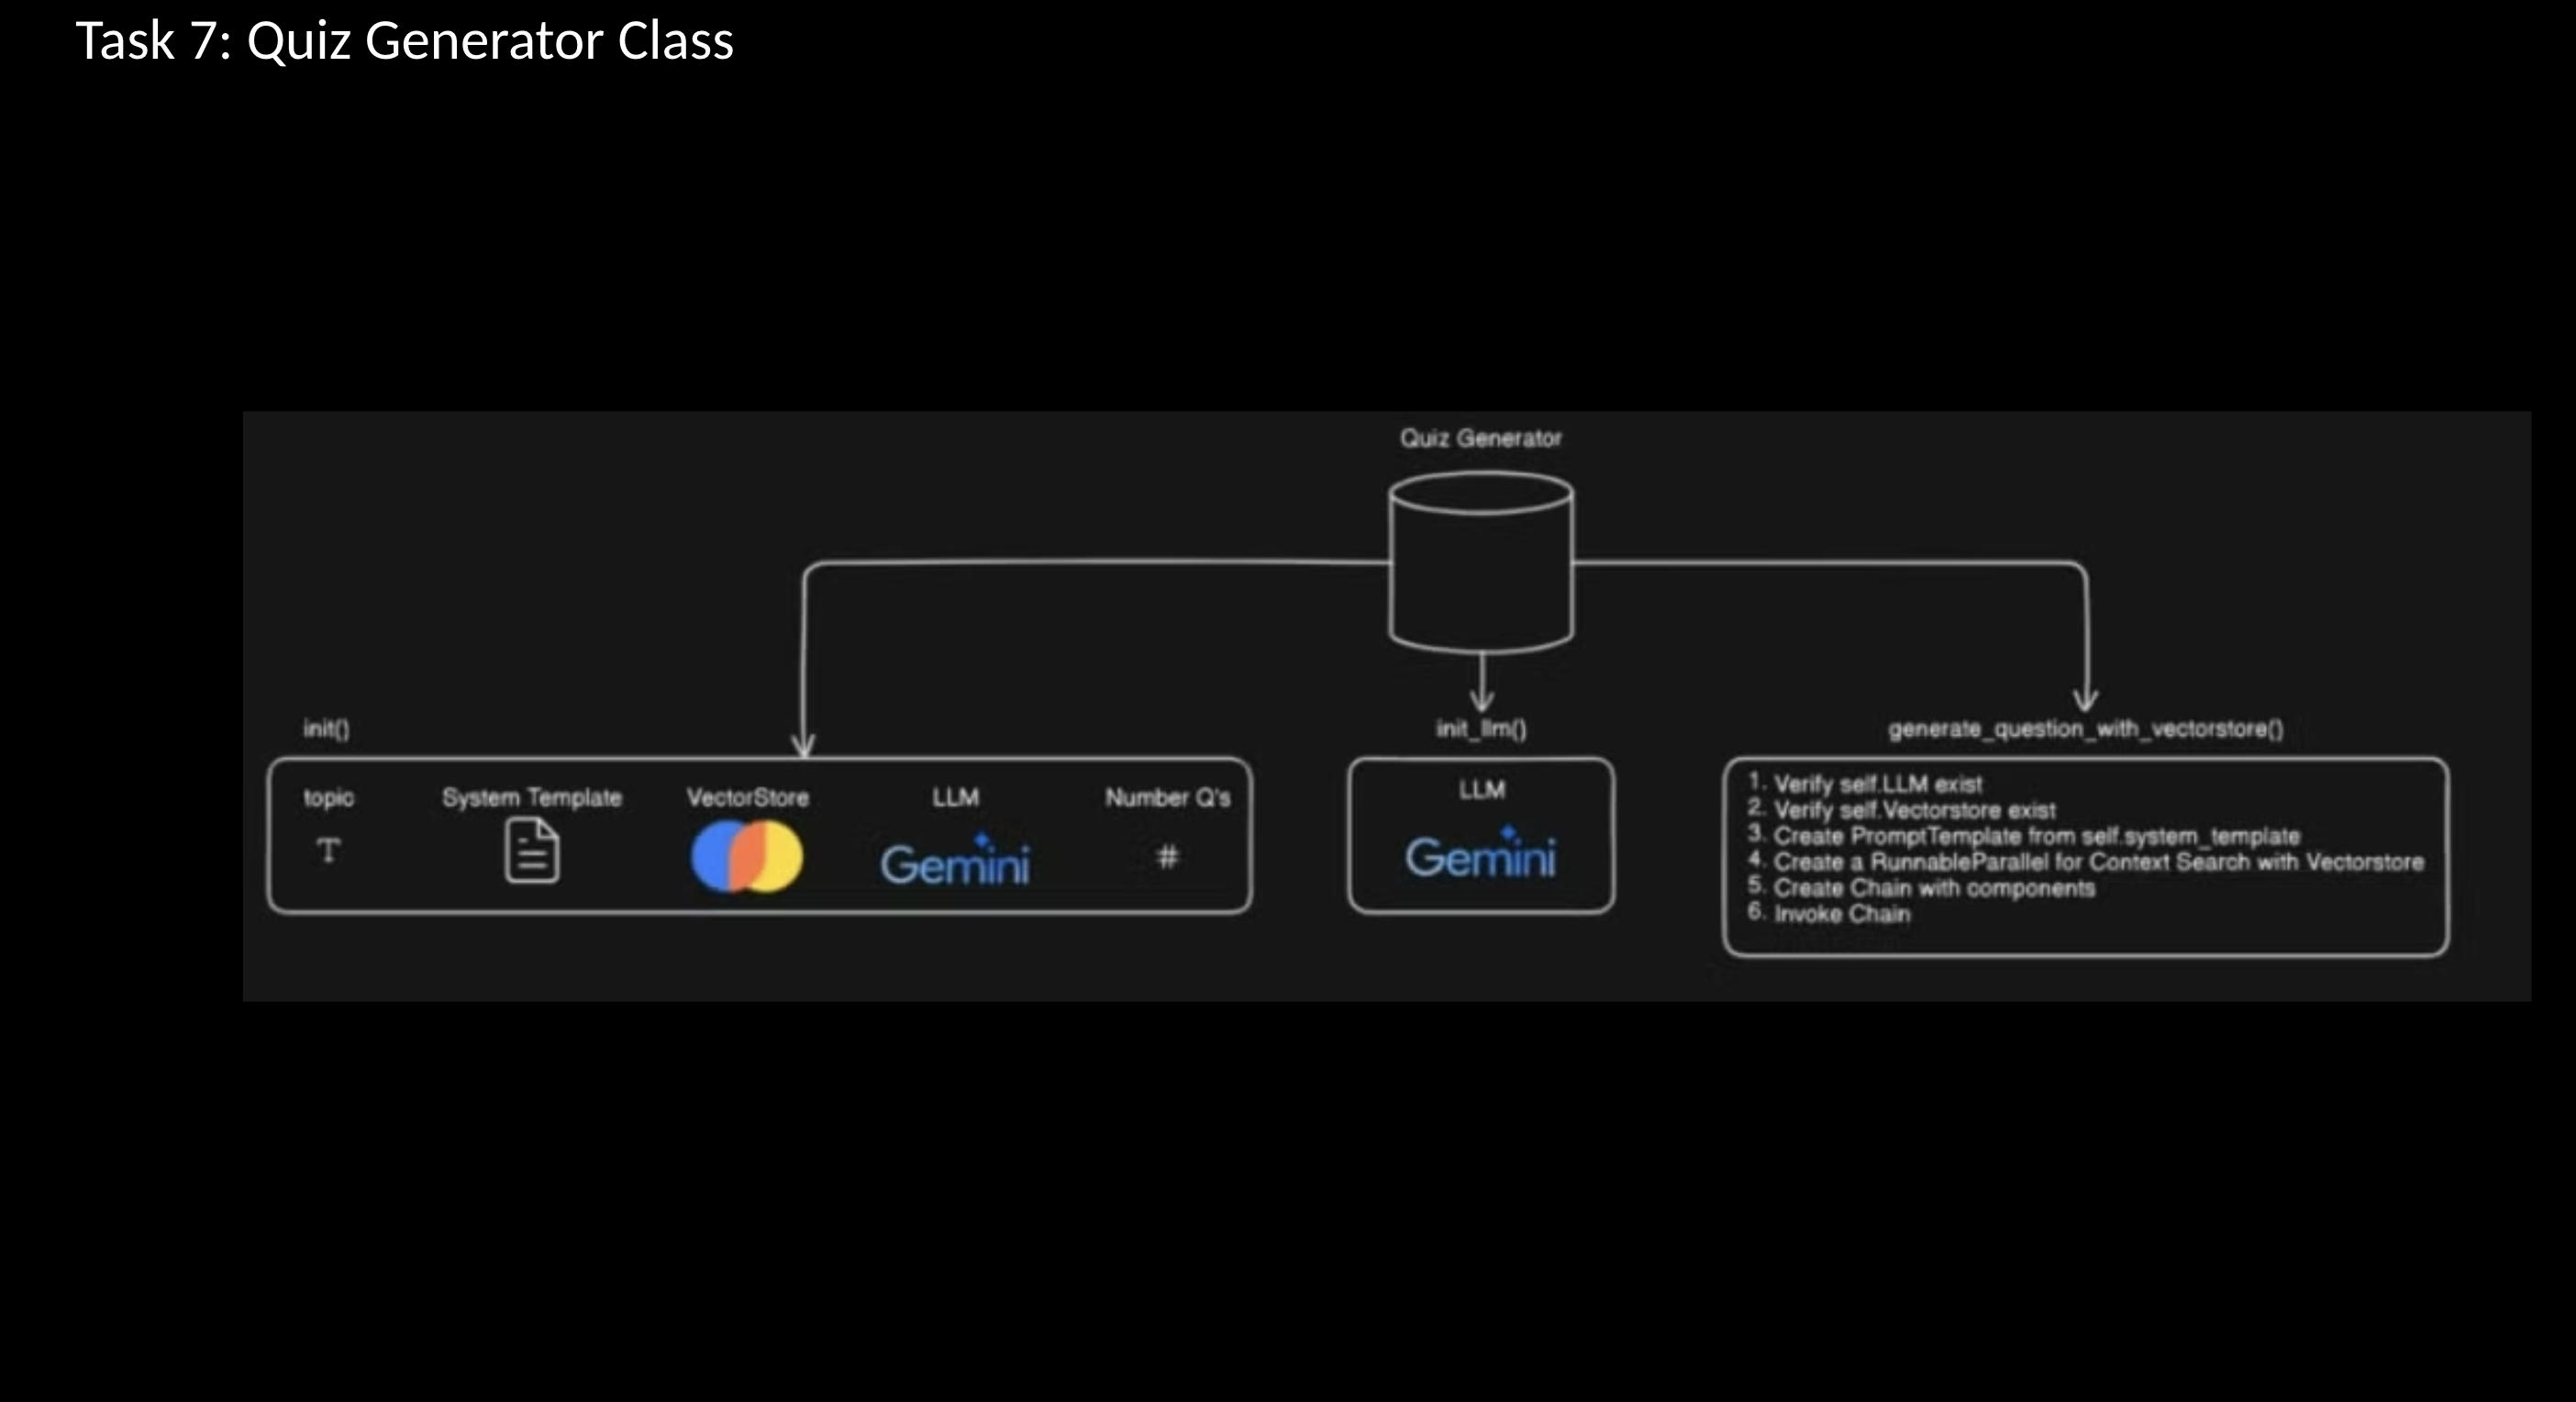 Task 7: Quiz Generator Class
Quiz Generator
init()
topic
System Template
VectorStore
LLM
Number Q's
T
Gemini
#
init_llm()
LLM
Gemini
generate_question_with_vectorstore()
1. Verify self.LLM exist
2. Verify self.Vectorstore exist
3. Create PromptTemplate from self.system_template
4. Create a RunnableParallel for Context Search with Vectorstore
5. Create Chain with components
6. Invoke Chain